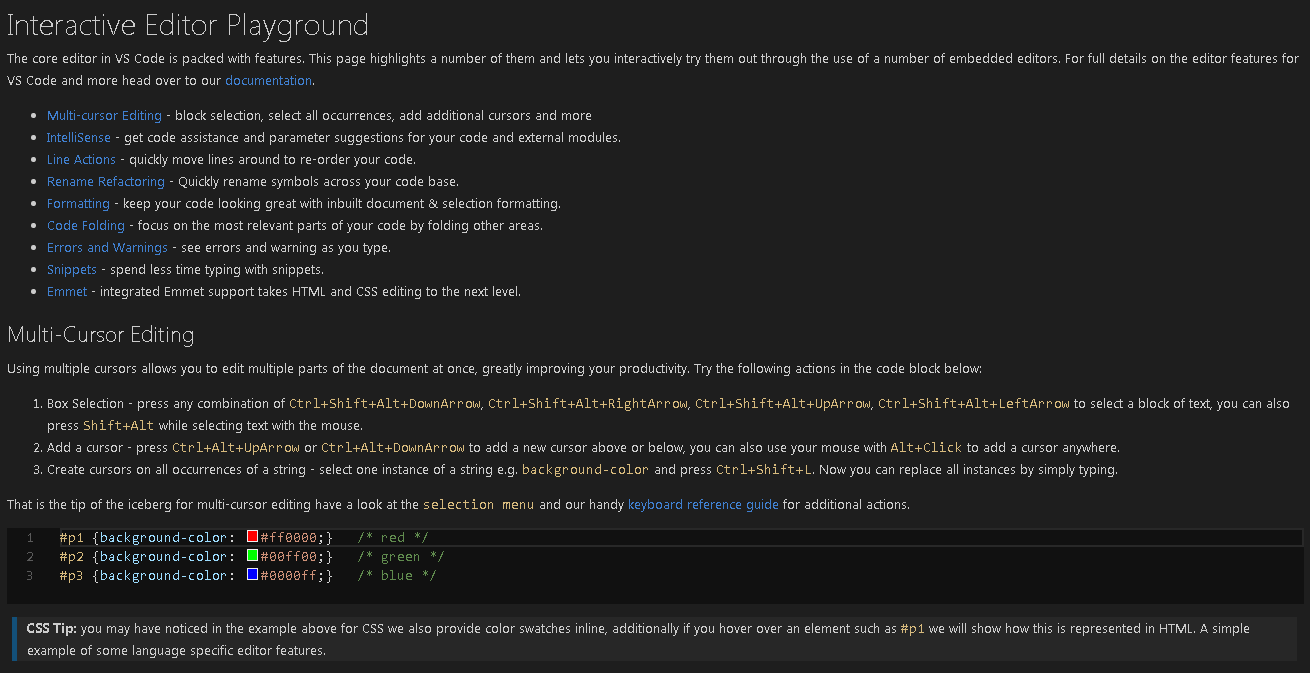 Interactive Editor Playground
The core editor in VS Code is packed with features. This page highlights a number of them and lets you interactively try them out through the use of a number of embedded editors. For full details on the editor features for
VS Code and more head over to our documentation.
• Multi-cursor Editing - block selection, select all occurrences, add additional cursors and more
• IntelliSense - get code assistance and parameter suggestions for your code and external modules.
• Line Actions - quickly move lines around to re-order your code.
• Rename Refactoring - Quickly rename symbols across your code base.
• Formatting - keep your code looking great with inbuilt document & selection formatting.
• Code Folding - focus on the most relevant parts of your code by folding other areas.
• Errors and Warnings - see errors and warning as you type.
• Snippets - spend less time typing with snippets.
• Emmet - integrated Emmet support takes HTML and CSS editing to the next level.
Multi-Cursor Editing
Using multiple cursors allows you to edit multiple parts of the document at once, greatly improving your productivity. Try the following actions in the code block below:
1. Box Selection - press any combination of Ctrl+Shift+Alt+DownArrow, Ctrl+Shift+Alt+RightArrow, Ctrl+Shift+Alt+UpArrow, Ctrl+Shift+Alt+LeftArrow to select a block of text, you can also
press Shift+Alt while selecting text with the mouse.
2. Add a cursor - press Ctrl+Alt+UpArrow or Ctrl+Alt+DownArrow to add a new cursor above or below, you can also use your mouse with Alt+Click to add a cursor anywhere.
3. Create cursors on all occurrences of a string - select one instance of a string e.g. background-color and press Ctrl+Shift+L. Now you can replace all instances by simply typing.
That is the tip of the iceberg for multi-cursor editing have a look at the selection menu and our handy keyboard reference guide for additional actions.
1 #p1 {background-color: #ff0000;} /* red */
2 #p2 {background-color: #00ff00;} /* green */
3 #p3 {background-color: #0000ff;} /* blue */
CSS Tip: you may have noticed in the example above for CSS we also provide color swatches inline, additionally if you hover over an element such as #p1 we will show how this is represented in HTML. A simple
example of some language specific editor features.